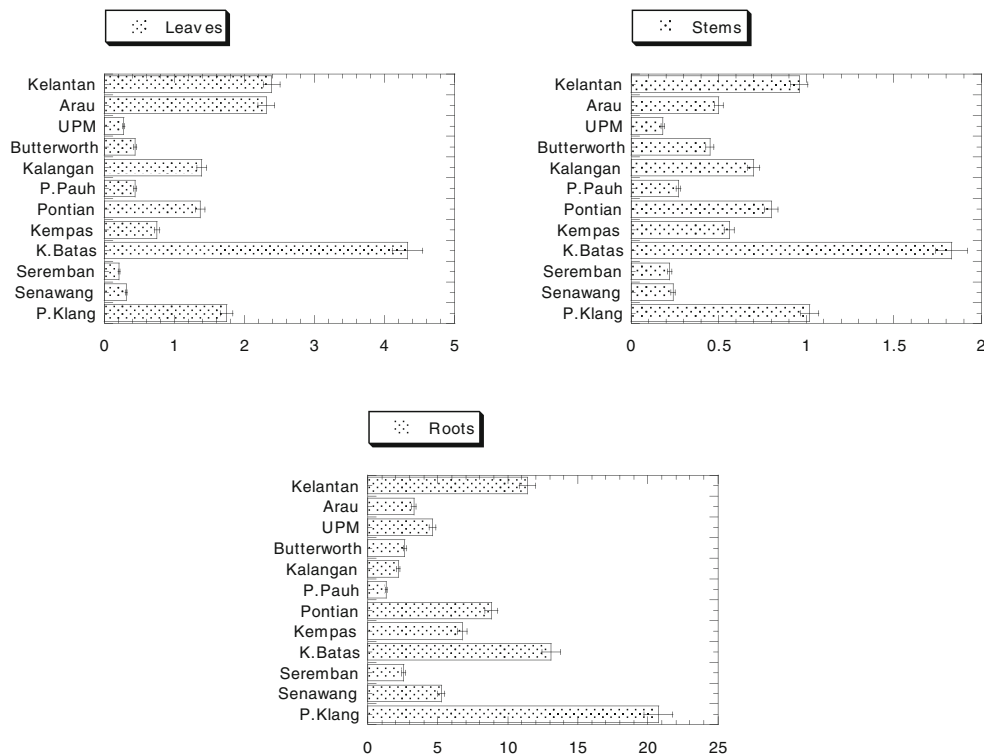 Leaves
Kelantan
Arau
UPM
Butterworth
Kalangan
P.Pauh
Pontian
Kempas
K.Batas
Seremban
Senawang
P.Klang
0 1 2 3 4 5
Stems
Kelantan
Arau
UPM
Butterworth
Kalangan
P.Pauh
Pontian
Kempas
K.Batas
Seremban
Senawang
P.Klang
0 0.5 1 1.5 2
Roots
Kelantan
Arau
UPM
Butterworth
Kalangan
P.Pauh
Pontian
Kempas
K.Batas
Seremban
Senawang
P.Klang
0 5 10 15 20 25